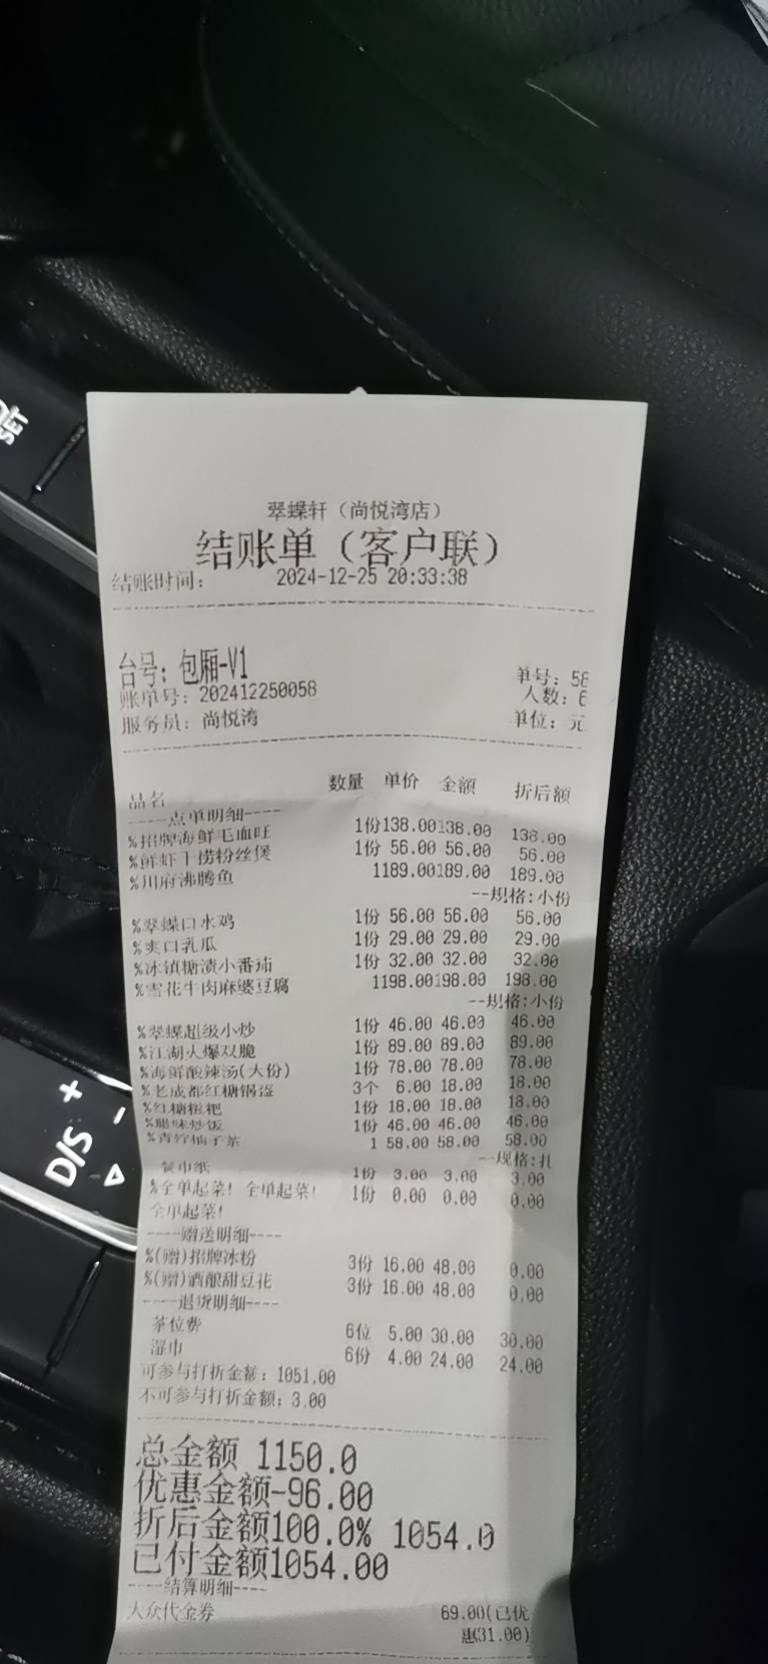 SET
翠蝶轩（尚悦湾店）
结账单（客户联）
结账时间： 2024-12-25 20:33:38
台号：包厢-V1 单号：58
账单号：202412250058 人数：6
服务员：尚悦湾 单位：元
品名 数量 单价 金额 折后额
----点单明细----
%招牌海鲜毛血旺 1份138.00138.00 138.00
%鲜虾干捞粉丝煲 1份 56.00 56.00 56.00
%川府沸腾鱼 1189.00189.00 189.00
--规格:小份
%翠蝶口水鸡 1份 56.00 56.00 56.00
%爽口乳瓜 1份 29.00 29.00 29.00
%冰镇糖渍小番茄 1份 32.00 32.00 32.00
%雪花牛肉麻婆豆腐 1198.00198.00 198.00
--规格:小份
%翠蝶超级小炒 1份 46.00 46.00 46.00
%江湖火爆双脆 1份 89.00 89.00 89.00
%海鲜酸辣汤(大份) 1份 78.00 78.00 78.00
%老成都红糖锅盔 3个 6.00 18.00 18.00
%红糖糍粑 1份 18.00 18.00 18.00
%腊味炒饭 1份 46.00 46.00 46.00
%青柠柚子茶 1 58.00 58.00 58.00
--规格:扎
餐巾纸 1份 3.00 3.00 3.00
%全单起菜！全单起菜！ 1份 0.00 0.00 0.00
全单起菜！
----赠送明细----
%(赠)招牌冰粉 3份 16.00 48.00 0.00
%(赠)酒酿甜豆花 3份 16.00 48.00 0.00
----退货明细----
茶位费 6位 5.00 30.00 30.00
湿巾 6份 4.00 24.00 24.00
可参与打折金额：1051.00
不可参与打折金额：3.00
总金额 1150.0
优惠金额-96.00
折后金额100.0% 1054.0
已付金额1054.00
----结算明细----
大众代金券 69.00(已优
惠31.00)
D/S
+
-